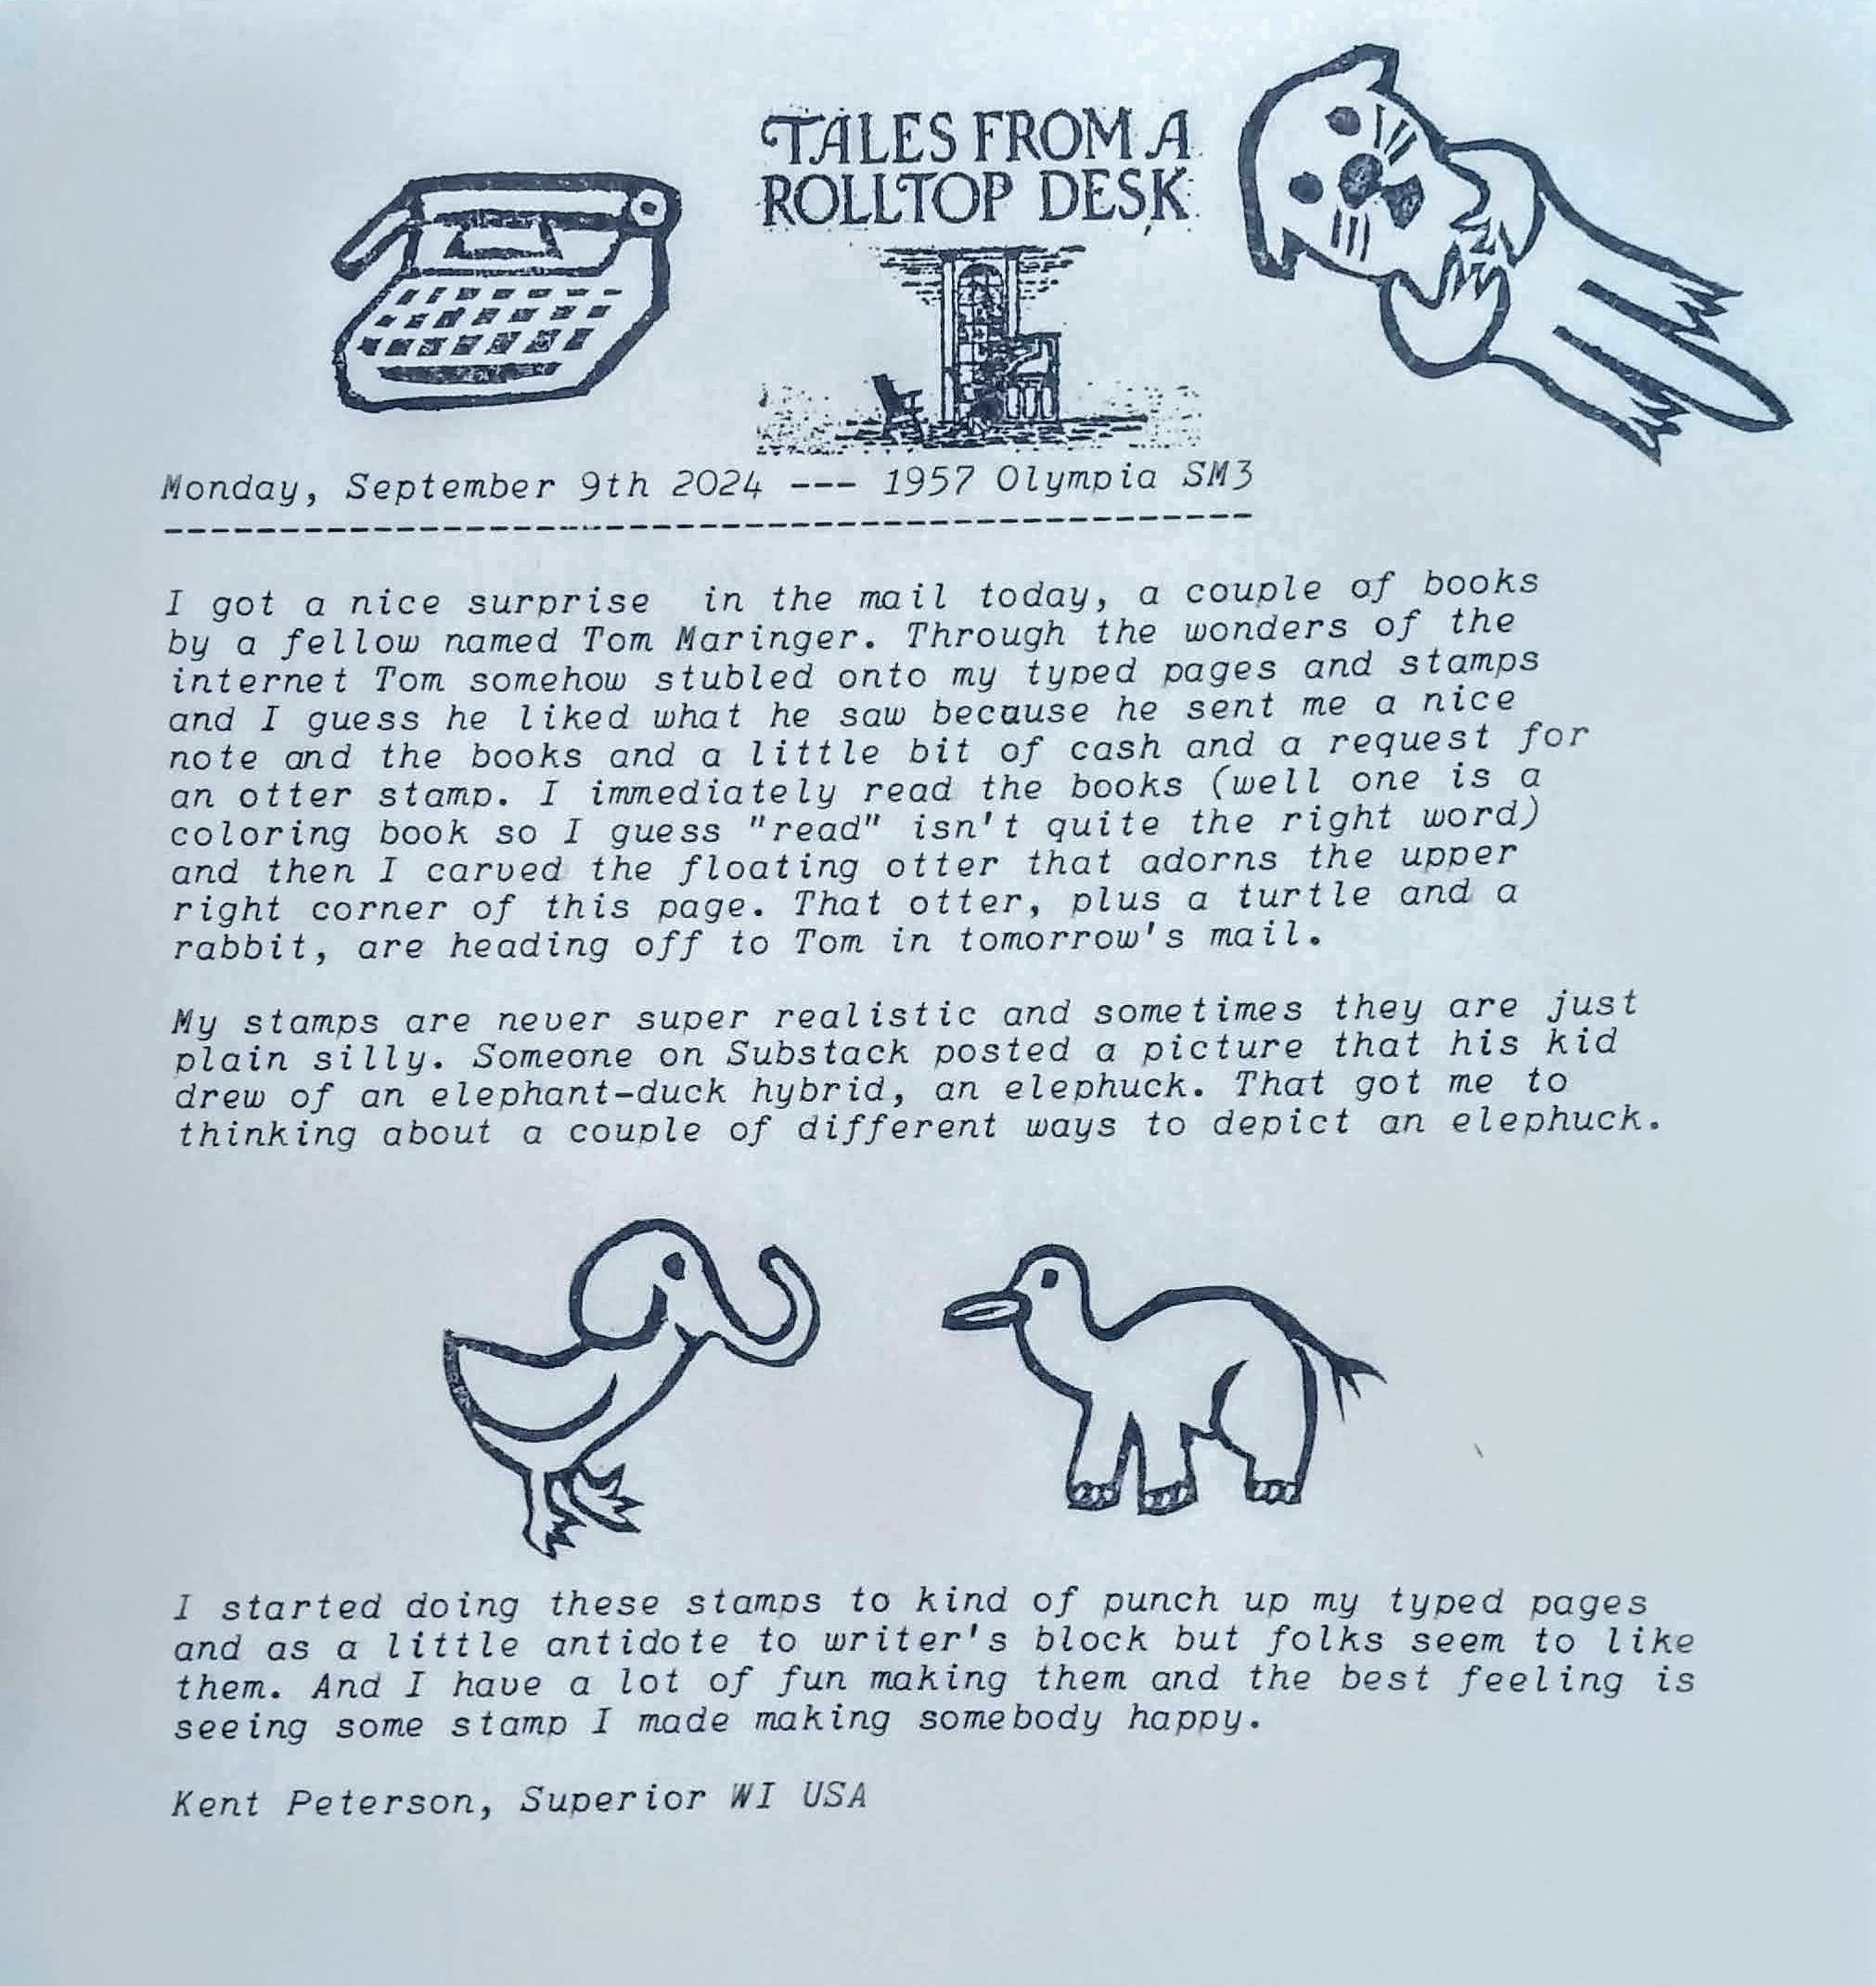 TALES FROM A
ROLLTOP DESK
Monday, September 9th 2024 --- 1957 Olympia SM3
-----------------------------------------------
I got a nice surprise  in the mail today, a couple of books
by a fellow named Tom Maringer. Through the wonders of the
internet Tom somehow stubled onto my typed pages and stamps
and I guess he liked what he saw because he sent me a nice
note and the books and a little bit of cash and a request for
an otter stamp. I immediately read the books (well one is a
coloring book so I guess "read" isn't quite the right word)
and then I carved the floating otter that adorns the upper
right corner of this page. That otter, plus a turtle and a
rabbit, are heading off to Tom in tomorrow's mail.
My stamps are never super realistic and sometimes they are just
plain silly. Someone on Substack posted a picture that his kid
drew of an elephant-duck hybrid, an elephuck. That got me to
thinking about a couple of different ways to depict an elephuck.
I started doing these stamps to kind of punch up my typed pages
and as a little antidote to writer's block but folks seem to like
them. And I have a lot of fun making them and the best feeling is
seeing some stamp I made making somebody happy.
Kent Peterson, Superior WI USA